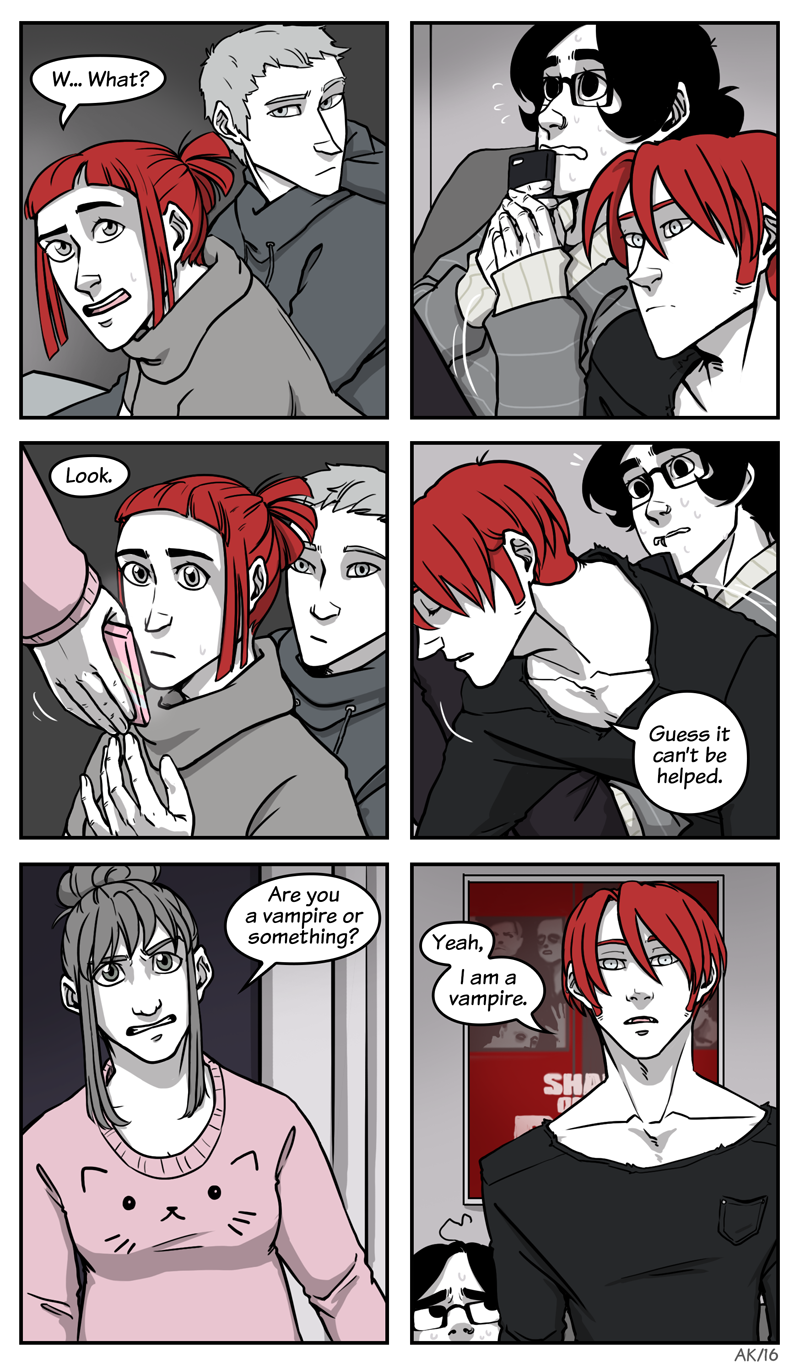 W... What?
Look.
Guess it
can't be
helped.
Are you
a vampire or
something?
Yeah,
I am a
vampire.
SHA
AK/16